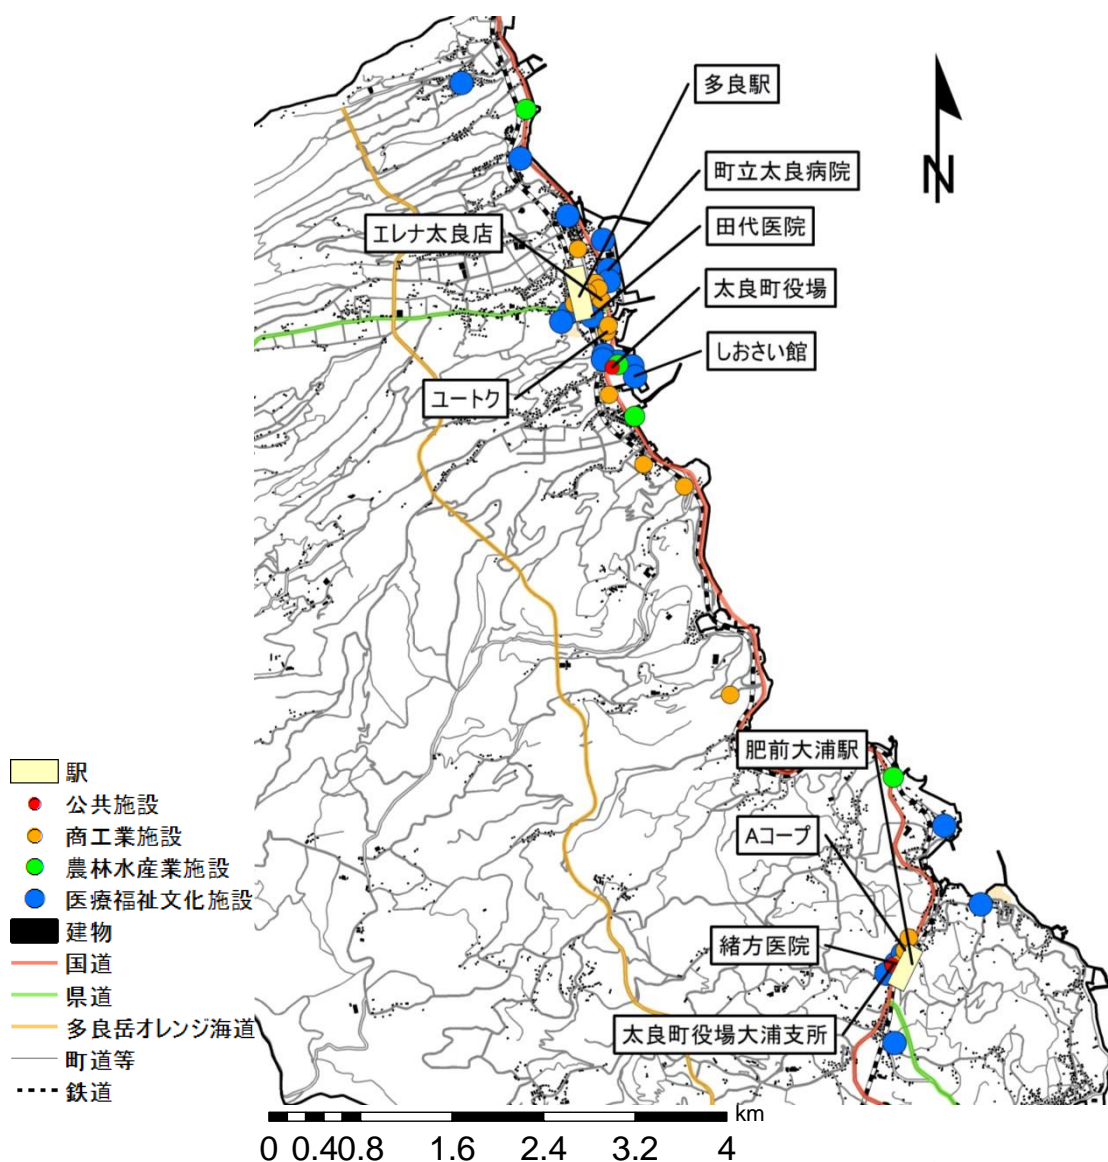 多良駅
町立太良病院
田代医院
エレナ太良店
太良町役場
しおさい館
ユートク
N
肥前大浦駅
Aコープ
緒方医院
太良町役場大浦支所
駅
公共施設
商工業施設
農林水産業施設
医療福祉文化施設
建物
国道
県道
多良岳オレンジ海道
町道等
鉄道
km
0 0.4 0.8 1.6 2.4 3.2 4